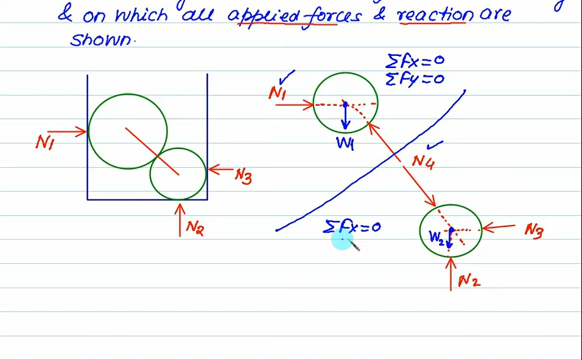 & on which all applied forces & reaction are
shown.
ΣFx=0
ΣFy=0
N1
W1
N4
N1
N3
N2
ΣFx=0
W2
N3
N2